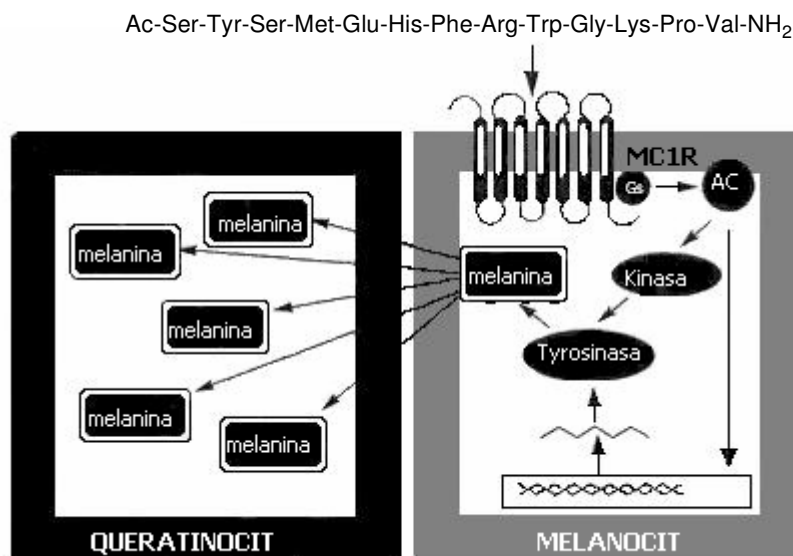 Ac-Ser-Tyr-Ser-Met-Glu-His-Phe-Arg-Trp-Gly-Lys-Pro-Val-NH2
MC1R
Gs
AC
melanina
melanina
melanina
Kinasa
melanina
Tyrosinasa
melanina
melanina
QUERATINOCIT
MELANOCIT